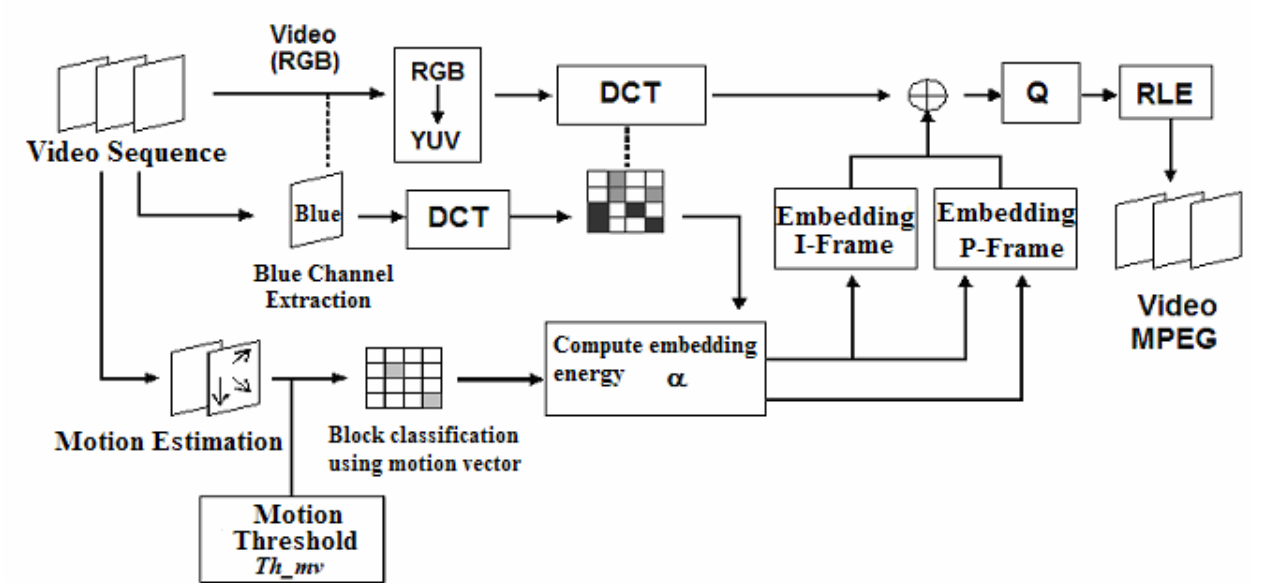 Video
(RGB)
RGB
YUV
DCT
Q
RLE
Video Sequence
Blue
DCT
Embedding
I-Frame
Embedding
P-Frame
Blue Channel
Extraction
Video
MPEG
Compute embedding
energy α
Motion Estimation
Block classification
using motion vector
Motion
Threshold
Th_mv